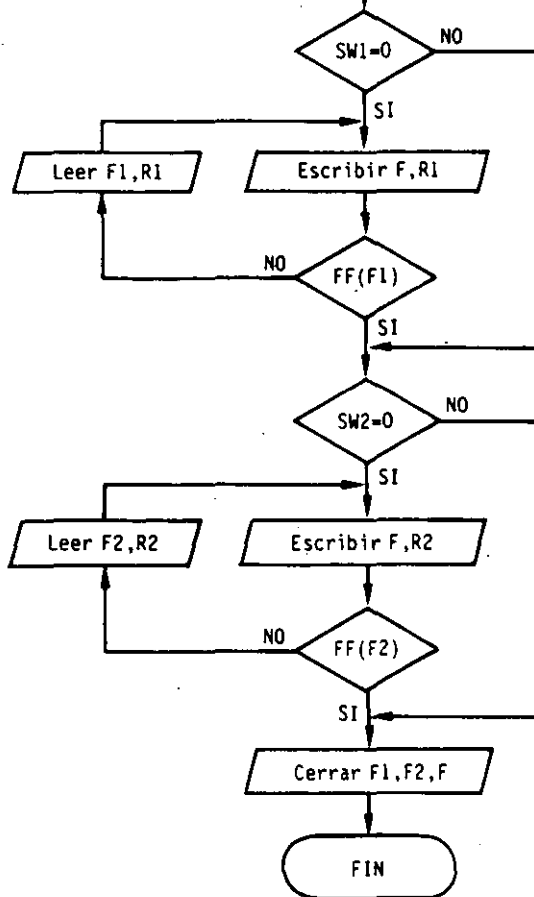 SW1=0
NO
SI
Leer F1,R1
Escribir F,R1
NO
FF(F1)
SI
SW2=0
NO
SI
Leer F2,R2
Escribir F,R2
NO
FF(F2)
SI
Cerrar F1,F2,F
FIN